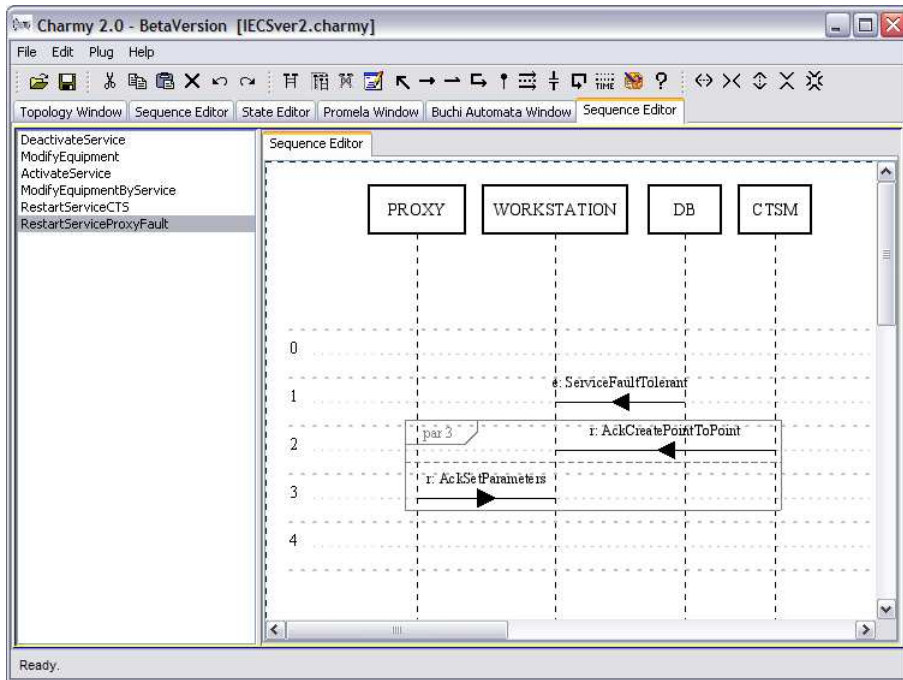 Charmy 2.0 - BetaVersion [IECSver2.charmy]
File Edit Plug Help
TIME ?
Topology Window Sequence Editor State Editor Promela Window Buchi Automata Window Sequence Editor
DeactivateService
ModifyEquipment
ActivateService
ModifyEquipmentByService
RestartServiceCTS
RestartServiceProxyFault
Sequence Editor
PROXY WORKSTATION DB CTSM
0
e: ServiceFaultTolerant
1
par 3
r: AckCreatePointToPoint
2
r: AckSetParameters
3
4
Ready.